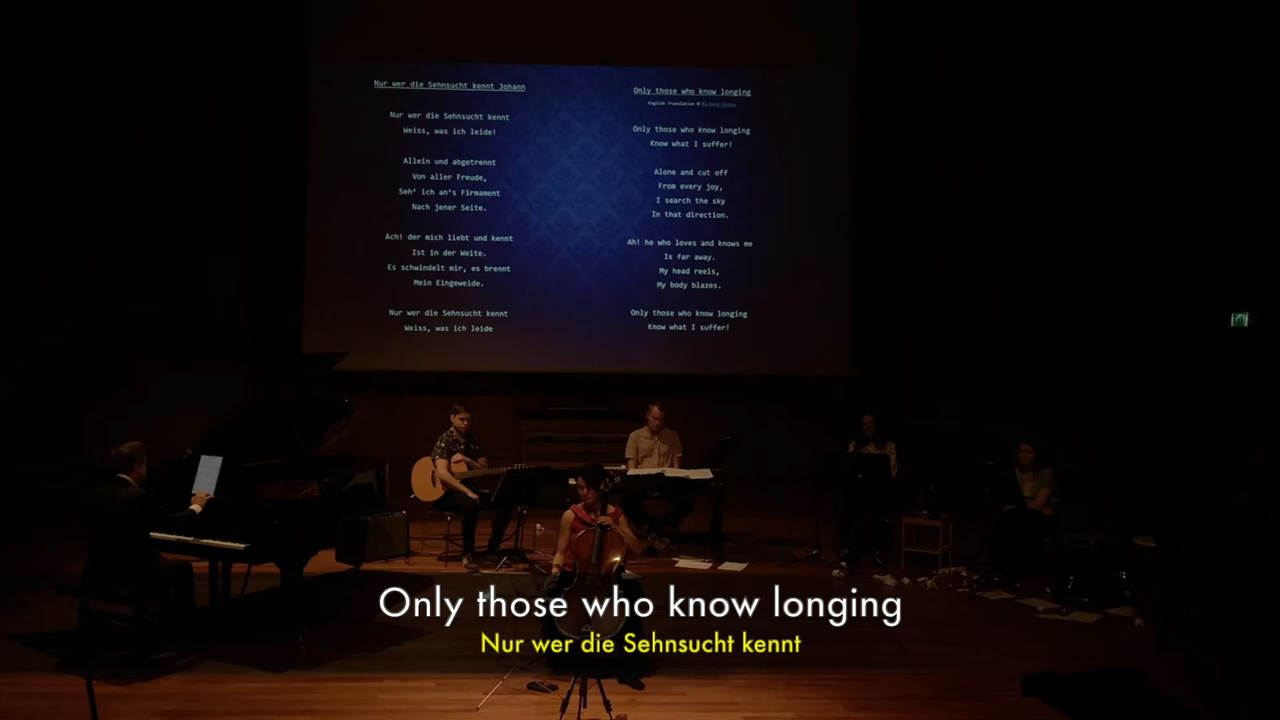 Nur wer die Sehnsucht kennt Johann
Nur wer die Sehnsucht kennt
Weiss, was ich leide!
Allein und abgetrennt
Von aller Freude,
Seh' ich an's Firmament
Nach jener Seite.
Ach! der mich liebt und kennt
Ist in der Weite.
Es schwindelt mir, es brennt
Mein Eingeweide.
Nur wer die Sehnsucht kennt
Weiss, was ich leide
Only those who know longing
English Translation ©
Only those who know longing
Know what I suffer!
Alone and cut off
From every joy,
I search the sky
In that direction.
Ah! he who loves and knows me
Is far away.
My head reels,
My body blazes.
Only those who know longing
Know what I suffer!
Only those who know longing
Nur wer die Sehnsucht kennt